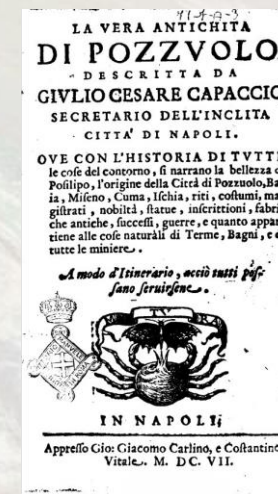 71-A-3
LA VERA ANTICHITA
DI POZZVOLO
DESCRITTA DA
GIVLIO CESARE CAPACCIO
SECRETARIO DELL'INCLITA
CITTA' DI NAPOLI.
OVE CON L'HISTORIA DI TVTTE
le cose del contorno, si narrano la bellezza d
Posilipo, l'origine della Città di Pozzuolo, Ba
ia, Miseno, Cuma, Ischia, riti, costumi, ma
gistrati, nobiltà, statue, inscrittioni, fabri
che antiche, successi, guerre, e quanto appar
tiene alle cose naturali di Terme, Bagni, e d
tutte le miniere.
A modo d'Itinerario, acciò tutti pos-
sano seruirsene.
IN NAPOLI,
Appresso Gio: Giacomo Carlino, e Costantino
Vitale. M. DC. VII.